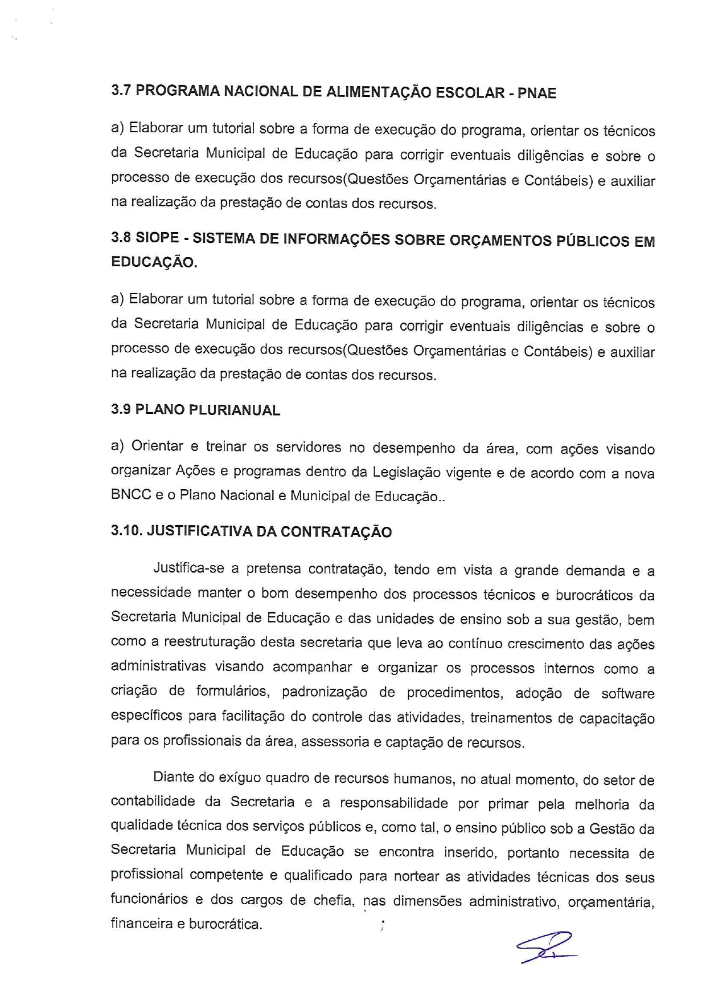 3.7 PROGRAMA NACIONAL DE ALIMENTAÇÃO ESCOLAR - PNAE
a) Elaborar um tutorial sobre a forma de execução do programa, orientar os técnicos
da Secretaria Municipal de Educação para corrigir eventuais diligências e sobre o
processo de execução dos recursos(Questões Orçamentárias e Contábeis) e auxiliar
na realização da prestação de contas dos recursos.
3.8 SIOPE - SISTEMA DE INFORMAÇÕES SOBRE ORÇAMENTOS PÚBLICOS EM
EDUCAÇÃO.
a) Elaborar um tutorial sobre a forma de execução do programa, orientar os técnicos
da Secretaria Municipal de Educação para corrigir eventuais diligências e sobre o
processo de execução dos recursos(Questões Orçamentárias e Contábeis) e auxiliar
na realização da prestação de contas dos recursos.
3.9 PLANO PLURIANUAL
a) Orientar e treinar os servidores no desempenho da área, com ações visando
organizar Ações e programas dentro da Legislação vigente e de acordo com a nova
BNCC e o Plano Nacional e Municipal de Educação..
3.10. JUSTIFICATIVA DA CONTRATAÇÃO
Justifica-se a pretensa contratação, tendo em vista a grande demanda e a
necessidade manter o bom desempenho dos processos técnicos e burocráticos da
Secretaria Municipal de Educação e das unidades de ensino sob a sua gestão, bem
como a reestruturação desta secretaria que leva ao contínuo crescimento das ações
administrativas visando acompanhar e organizar os processos internos como a
criação de formulários, padronização de procedimentos, adoção de software
específicos para facilitação do controle das atividades, treinamentos de capacitação
para os profissionais da área, assessoria e captação de recursos.
Diante do exíguo quadro de recursos humanos, no atual momento, do setor de
contabilidade da Secretaria e a responsabilidade por primar pela melhoria da
qualidade técnica dos serviços públicos e, como tal, o ensino público sob a Gestão da
Secretaria Municipal de Educação se encontra inserido, portanto necessita de
profissional competente e qualificado para nortear as atividades técnicas dos seus
funcionários e dos cargos de chefia, nas dimensões administrativo, orçamentária,
financeira e burocrática.